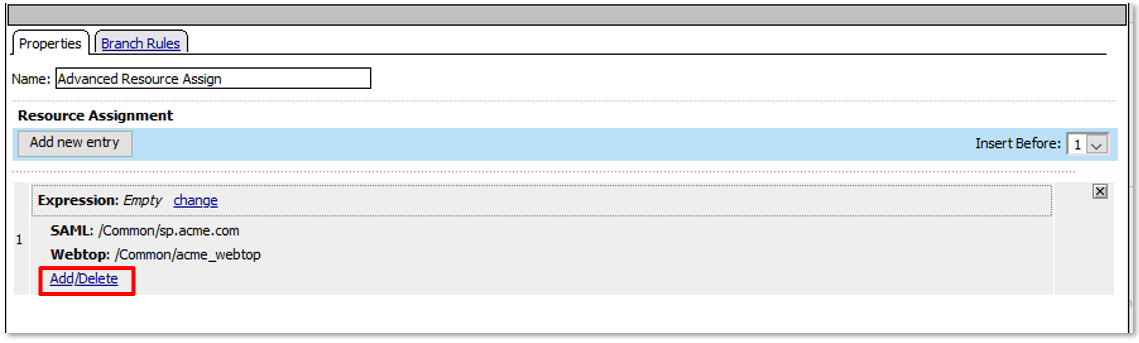 Properties Branch Rules
Name: Advanced Resource Assign
Resource Assignment
Add new entry Insert Before: 1
Expression: Empty change
1
SAML: /Common/sp.acme.com
Webtop: /Common/acme_webtop
Add/Delete